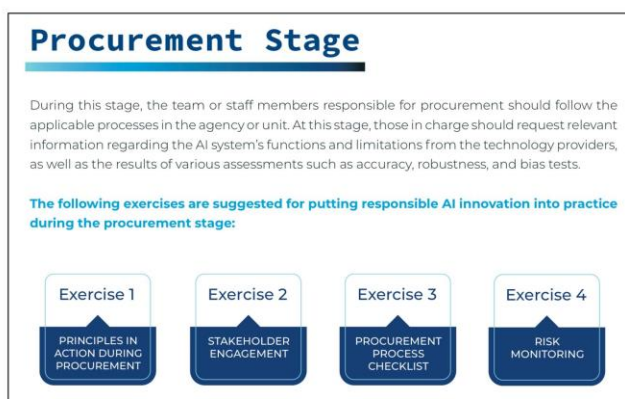 Procurement Stage
During this stage, the team or staff members responsible for procurement should follow the
applicable processes in the agency or unit. At this stage, those in charge should request relevant
information regarding the AI system's functions and limitations from the technology providers,
as well as the results of various assessments such as accuracy, robustness, and bias tests.
The following exercises are suggested for putting responsible AI innovation into practice
during the procurement stage:
Exercise 1
PRINCIPLES IN
ACTION DURING
PROCUREMENT
Exercise 2
STAKEHOLDER
ENGAGEMENT
Exercise 3
PROCUREMENT
PROCESS
CHECKLIST
Exercise 4
RISK
MONITORING